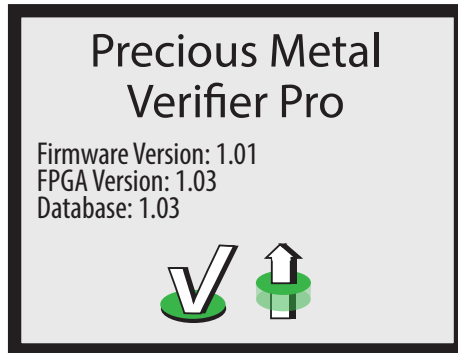 Precious Metal
Verifier Pro
Firmware Version: 1.01
FPGA Version: 1.03
Database: 1.03